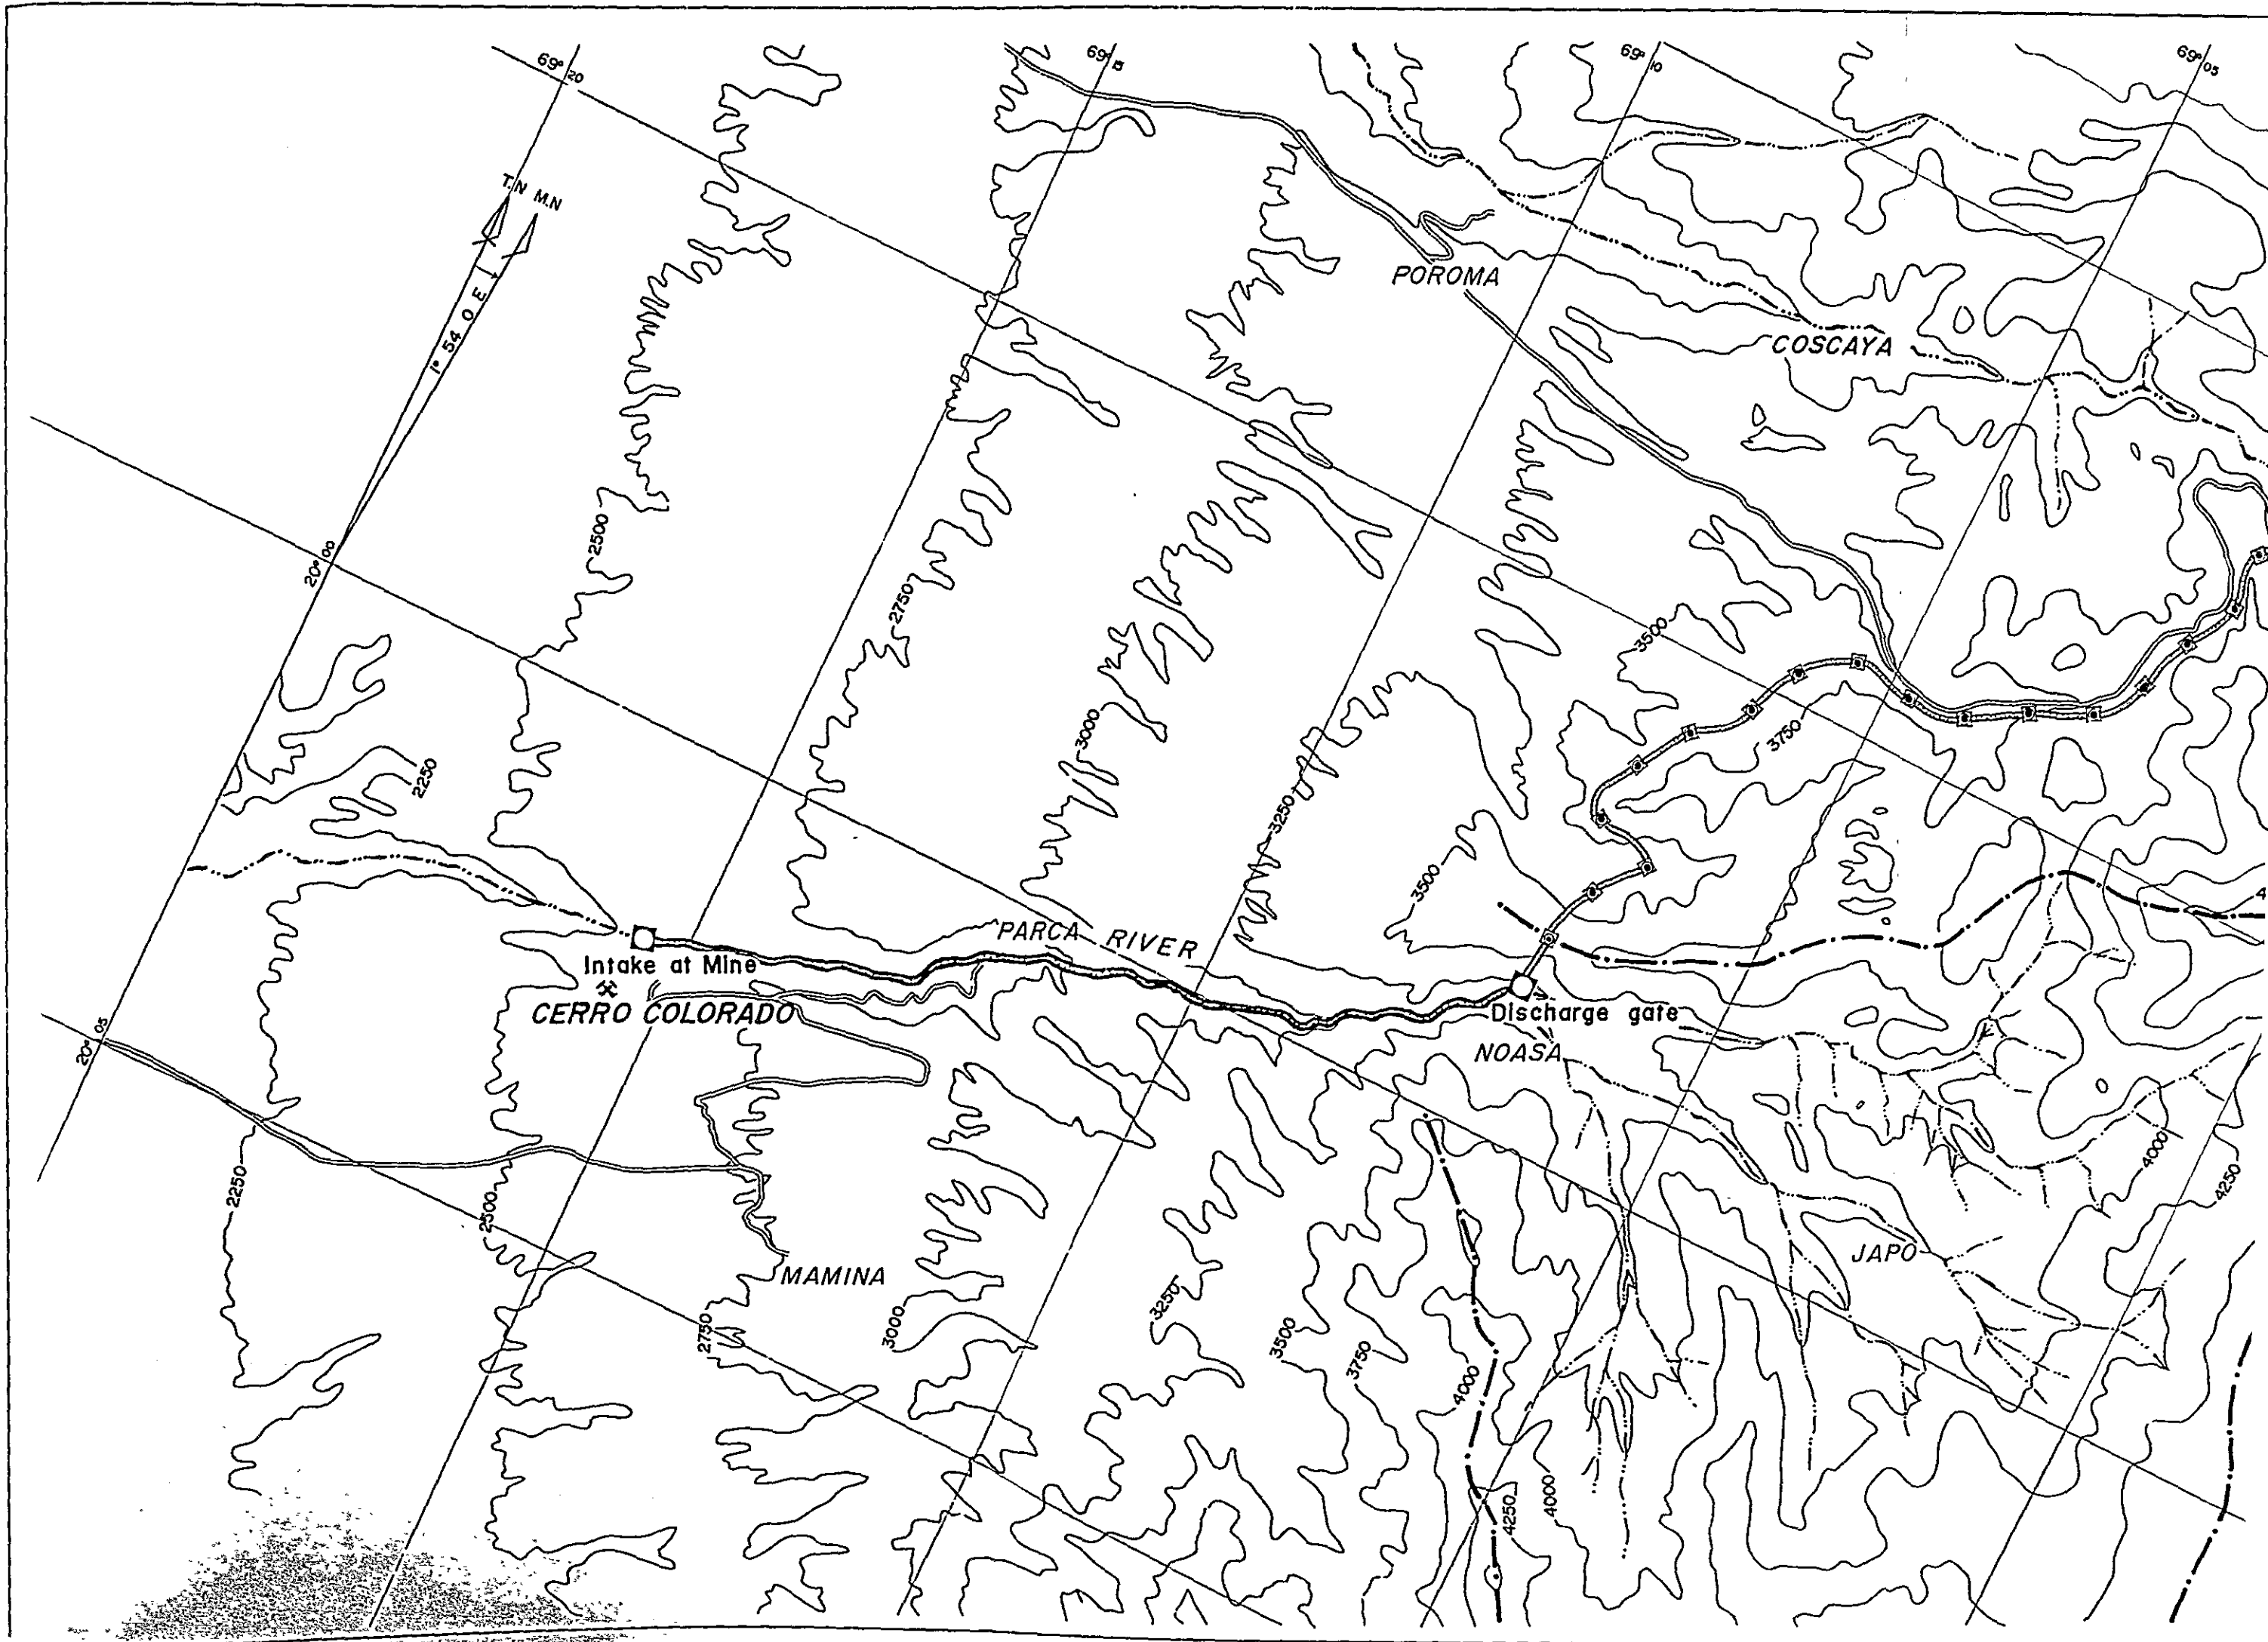 69° 20
69° 15
69° 10
69° 05
T.N M.N
1° 54 0 E
POROMA
COSCAYA
2500
20° 00
2750
3500
3000
3750
2250
3250
3500
4
PARCA RIVER
Intake at Mine
CERRO COLORADO
Discharge gate
NOASA
20° 05
4000
4250
2250
2500
JAPO
MAMINA
3250
3000
2750
3500
3750
4000
4250
4000